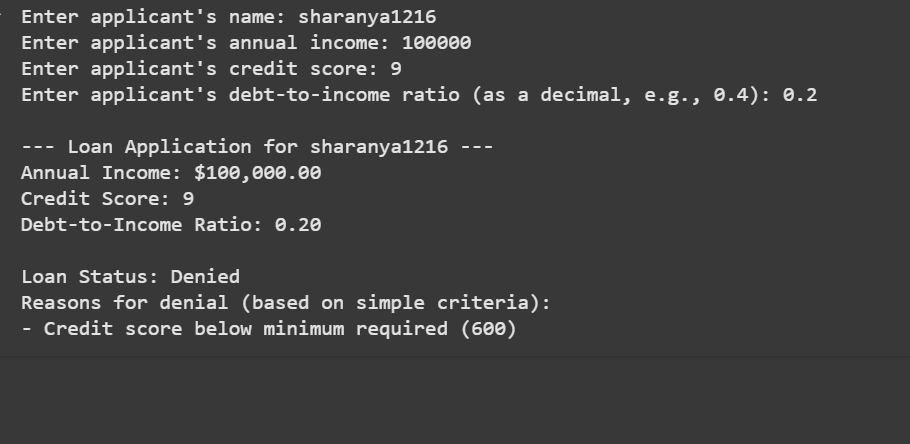 Enter applicant's name: sharanya1216
Enter applicant's annual income: 100000
Enter applicant's credit score: 9
Enter applicant's debt-to-income ratio (as a decimal, e.g., 0.4): 0.2
--- Loan Application for sharanya1216 ---
Annual Income: $100,000.00
Credit Score: 9
Debt-to-Income Ratio: 0.20
Loan Status: Denied
Reasons for denial (based on simple criteria):
- Credit score below minimum required (600)